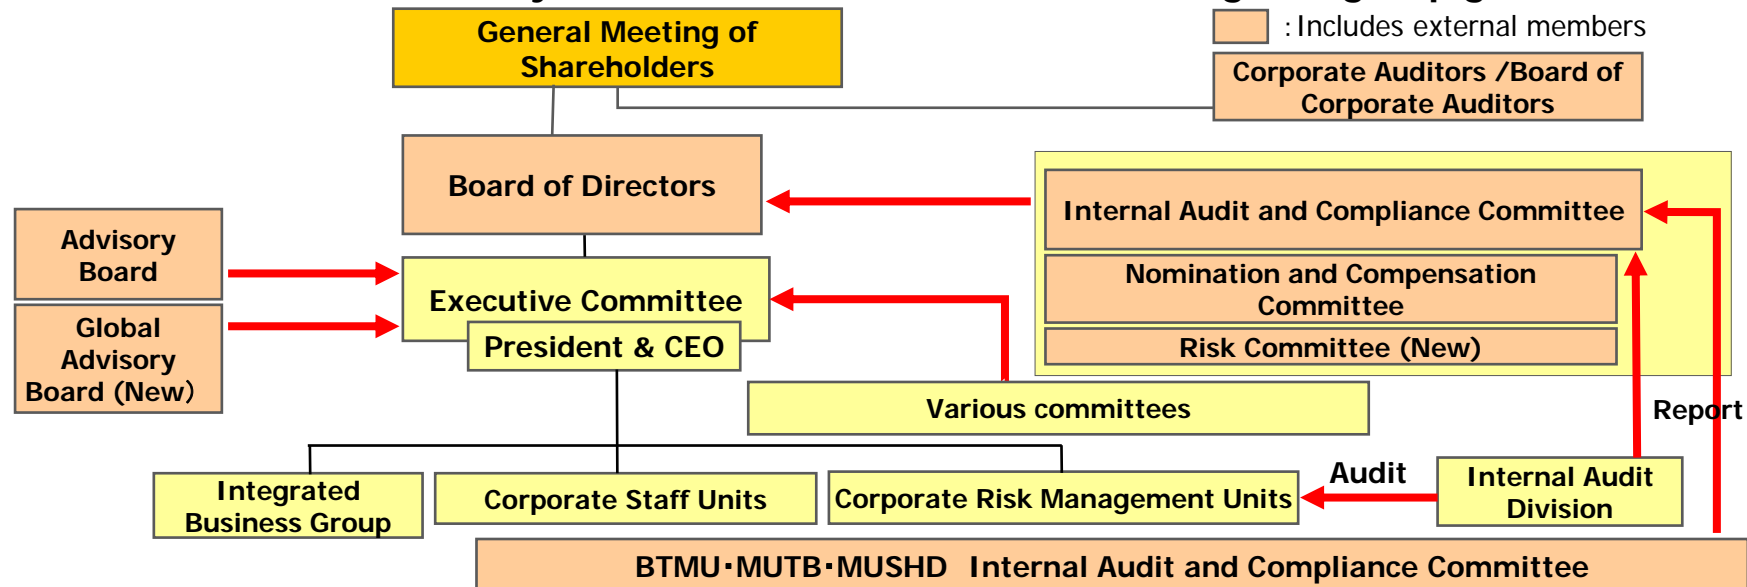 General Meeting of
Shareholders
: Includes external members
Corporate Auditors /Board of
Corporate Auditors
Board of Directors
Internal Audit and Compliance Committee
Advisory
Board
Nomination and Compensation
Committee
Executive Committee
Global
Advisory
Board (New)
President & CEO
Risk Committee (New)
Various committees
Report
Integrated
Business Group
Corporate Staff Units
Corporate Risk Management Units
Audit
Internal Audit
Division
BTMU・MUTB・MUSHD Internal Audit and Compliance Committee